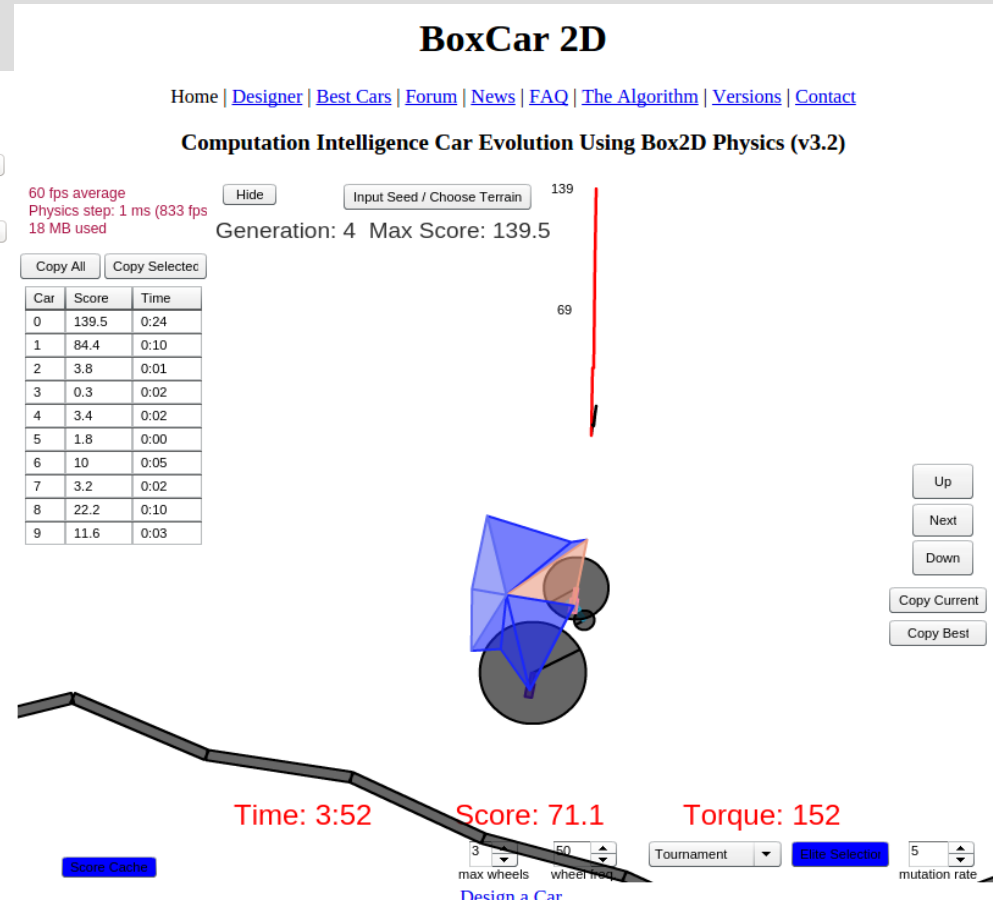 BoxCar 2D
Home | Designer | Best Cars | Forum | News | FAQ | The Algorithm | Versions | Contact
Computation Intelligence Car Evolution Using Box2D Physics (v3.2)
60 fps average
Physics step: 1 ms (833 fps
18 MB used
Hide
Input Seed / Choose Terrain
139
Generation: 4 Max Score: 139.5
69
Copy All
Copy Selected
Car Score Time
0 139.5 0:24
1 84.4 0:10
2 3.8 0:01
3 0.3 0:02
4 3.4 0:02
5 1.8 0:00
6 10 0:05
7 3.2 0:02
8 22.2 0:10
9 11.6 0:03
Up
Next
Down
Copy Current
Copy Best
Time: 3:52 Score: 71.1 Torque: 152
Score Cache
3
max wheels
50
wheel freq
Tournament
Elite Selection
5
mutation rate
Design a Car